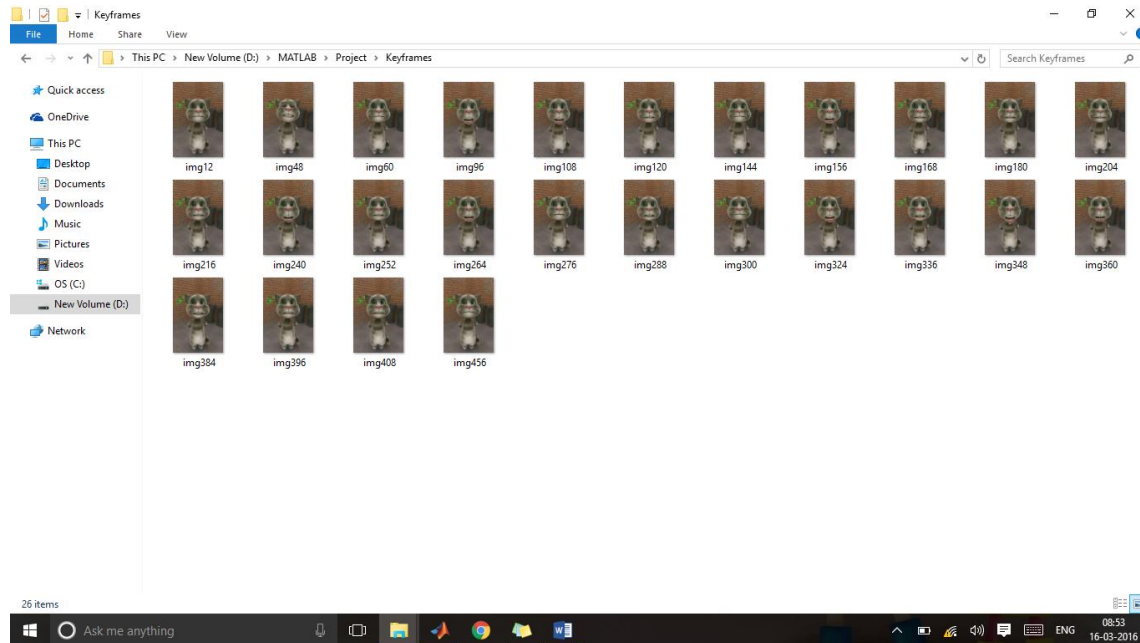 Keyframes
File Home Share View
This PC > New Volume (D:) > MATLAB > Project > Keyframes
Search Keyframes
Quick access
OneDrive
This PC
Desktop
Documents
Downloads
Music
Pictures
Videos
OS (C:)
New Volume (D:)
Network
img12 img48 img60 img96 img108 img120 img144 img156 img168 img180 img204
img216 img240 img252 img264 img276 img288 img300 img324 img336 img348 img360
img384 img396 img408 img456
26 items
Ask me anything
ENG
08:53
16-03-2016